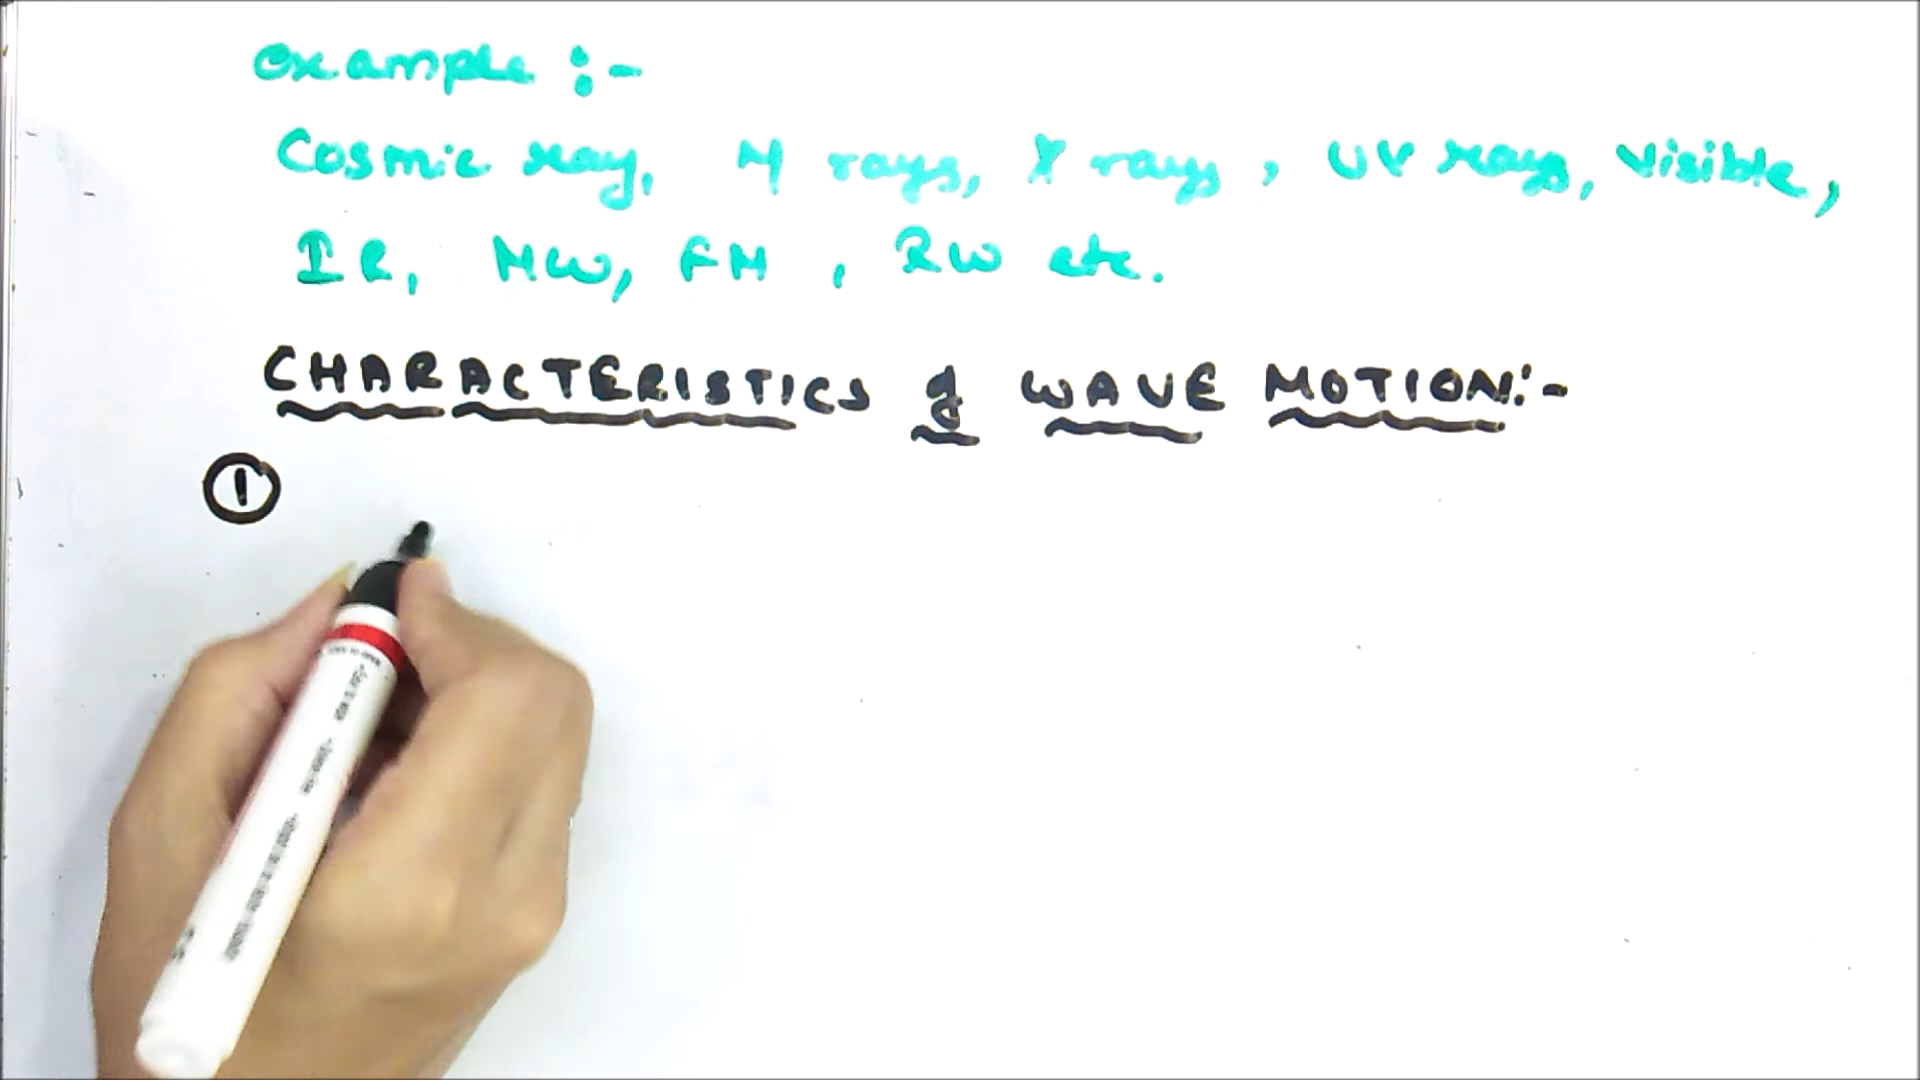 example :-
Cosmic ray, γ rays, X rays, UV rays, Visible,
IR, MW, FM, RW etc.
CHARACTERISTICS of WAVE MOTION:-
①